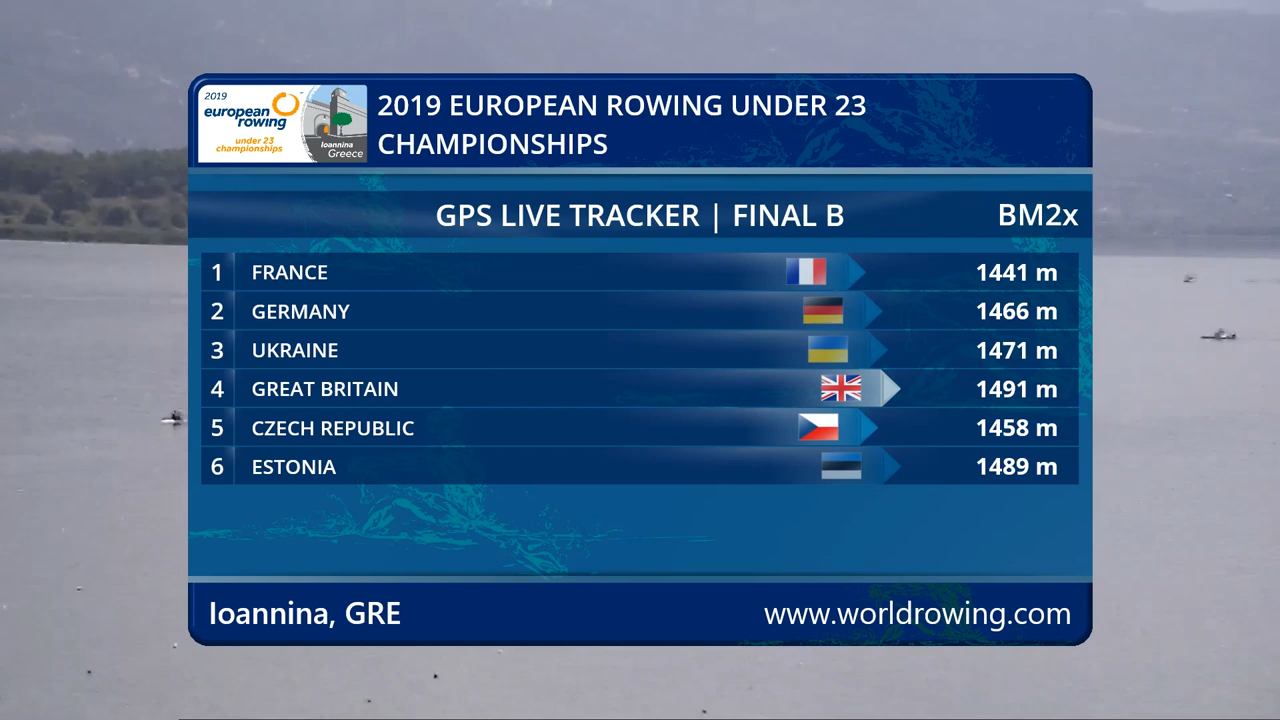 2019
european
rowing
under 23
championships
Ioannina
Greece
2019 EUROPEAN ROWING UNDER 23
CHAMPIONSHIPS
GPS LIVE TRACKER | FINAL B BM2x
1 FRANCE 1441 m
2 GERMANY 1466 m
3 UKRAINE 1471 m
4 GREAT BRITAIN 1491 m
5 CZECH REPUBLIC 1458 m
6 ESTONIA 1489 m
Ioannina, GRE www.worldrowing.com